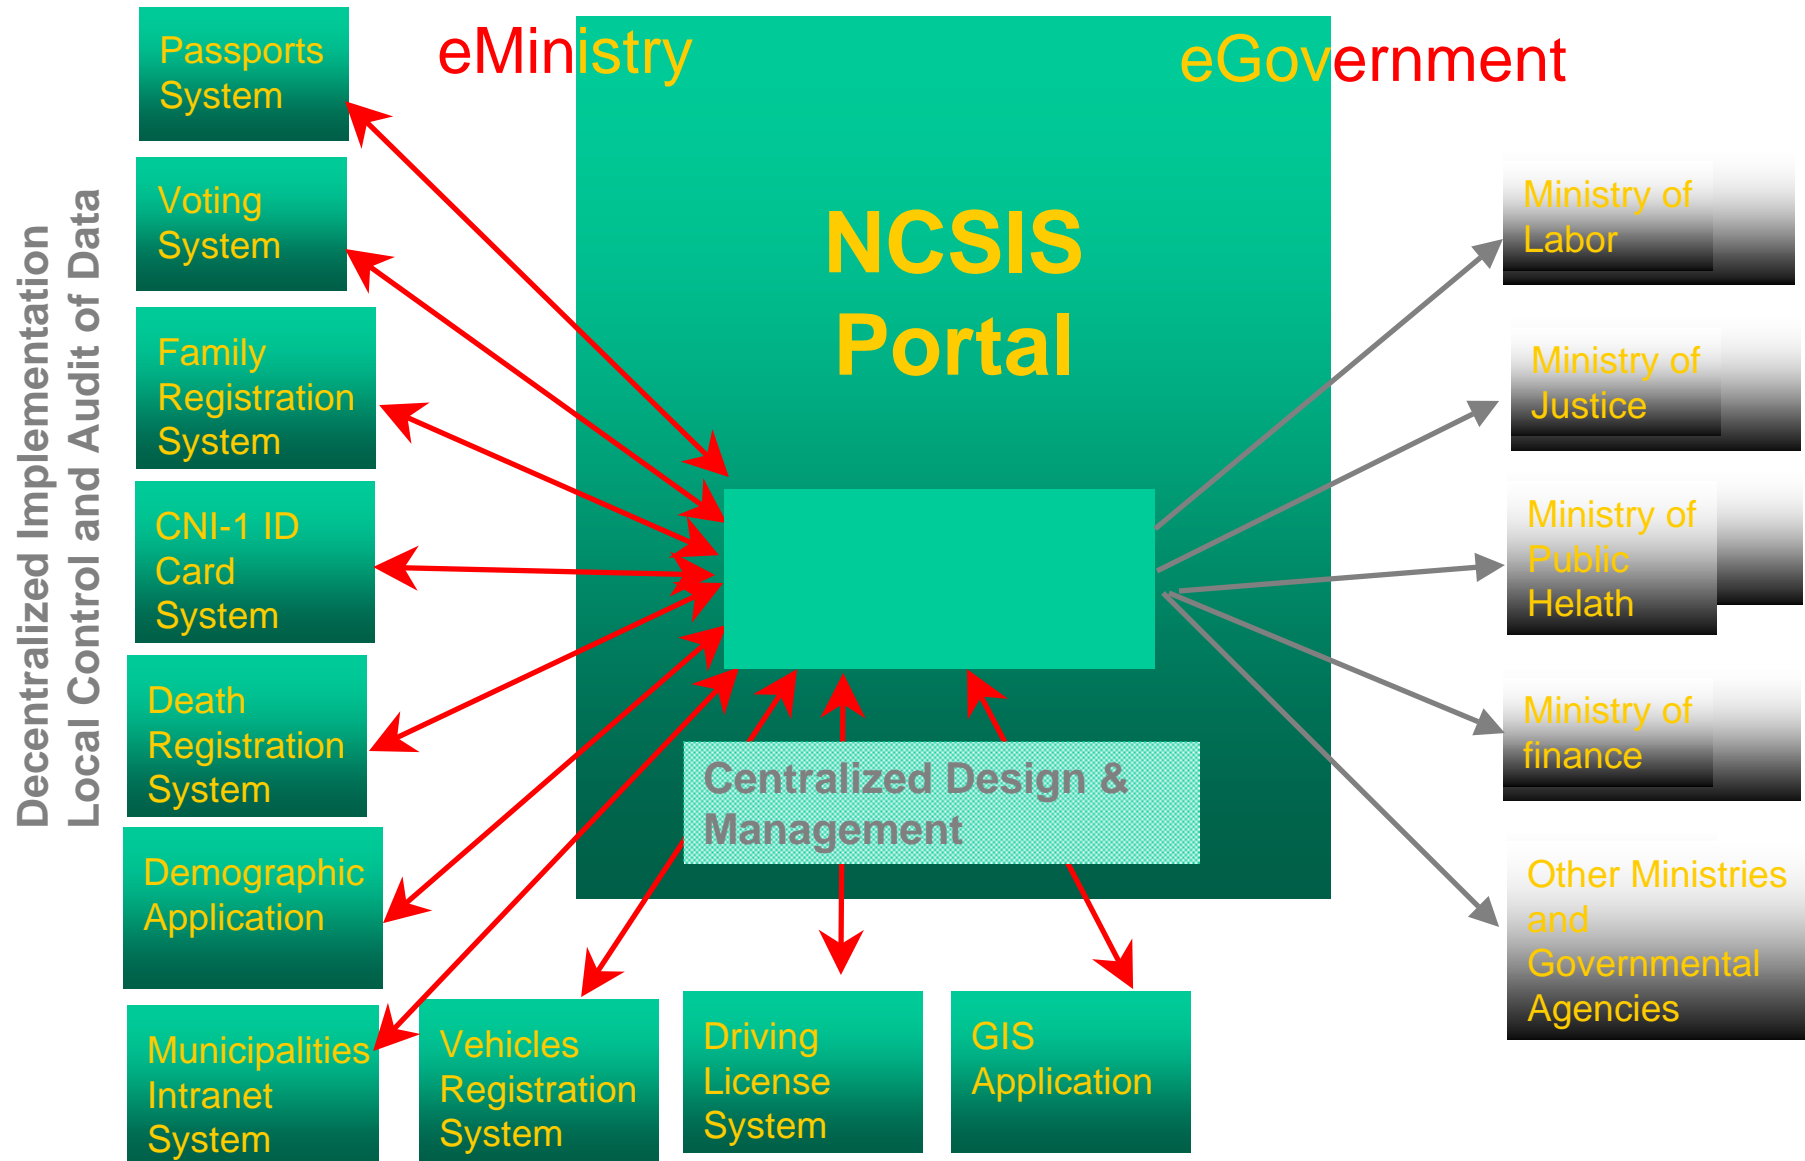 eMinistry
eGovernment
Decentralized Implementation
Local Control and Audit of Data
Passports
System
Voting
System
Family
Registration
System
CNI-1 ID
Card
System
Death
Registration
System
Demographic
Application
Municipalities
Intranet
System
Vehicles
Registration
System
Driving
License
System
GIS
Application
NCSIS
Portal
Centralized Design &
Management
Ministry of
Labor
Ministry of
Justice
Ministry of
Public
Helath
Ministry of
finance
Other Ministries
and
Governmental
Agencies